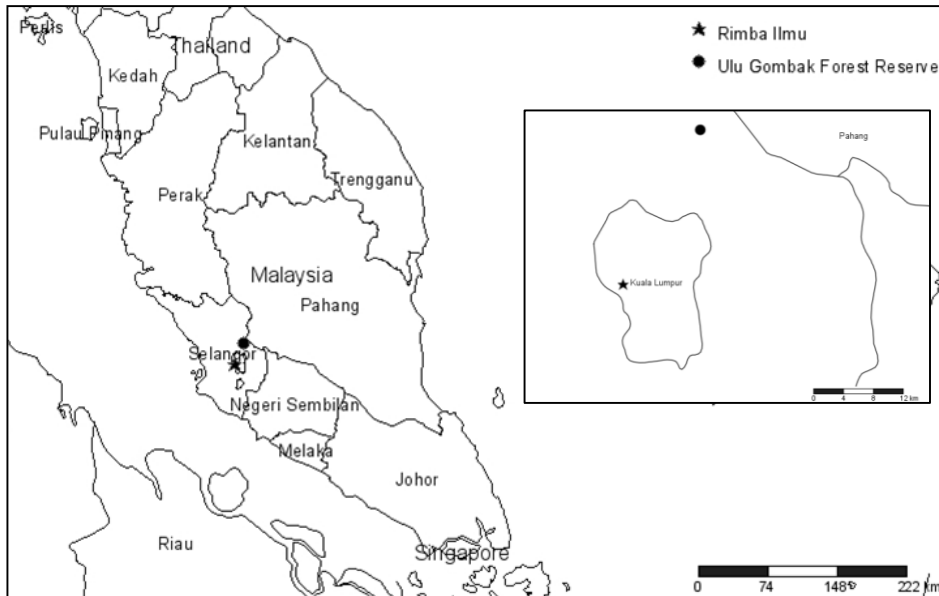 Perlis
Thailand
Kedah
Pulau Pinang
Kelantan
Trengganu
Perak
Malaysia
Pahang
Selangor
Negeri Sembilan
Melaka
Johor
Riau
Singapore
★ Rimba Ilmu
● Ulu Gombak Forest Reserve
Pahang
Kuala Lumpur
0 4 8 12 km
0 74 148 222 km